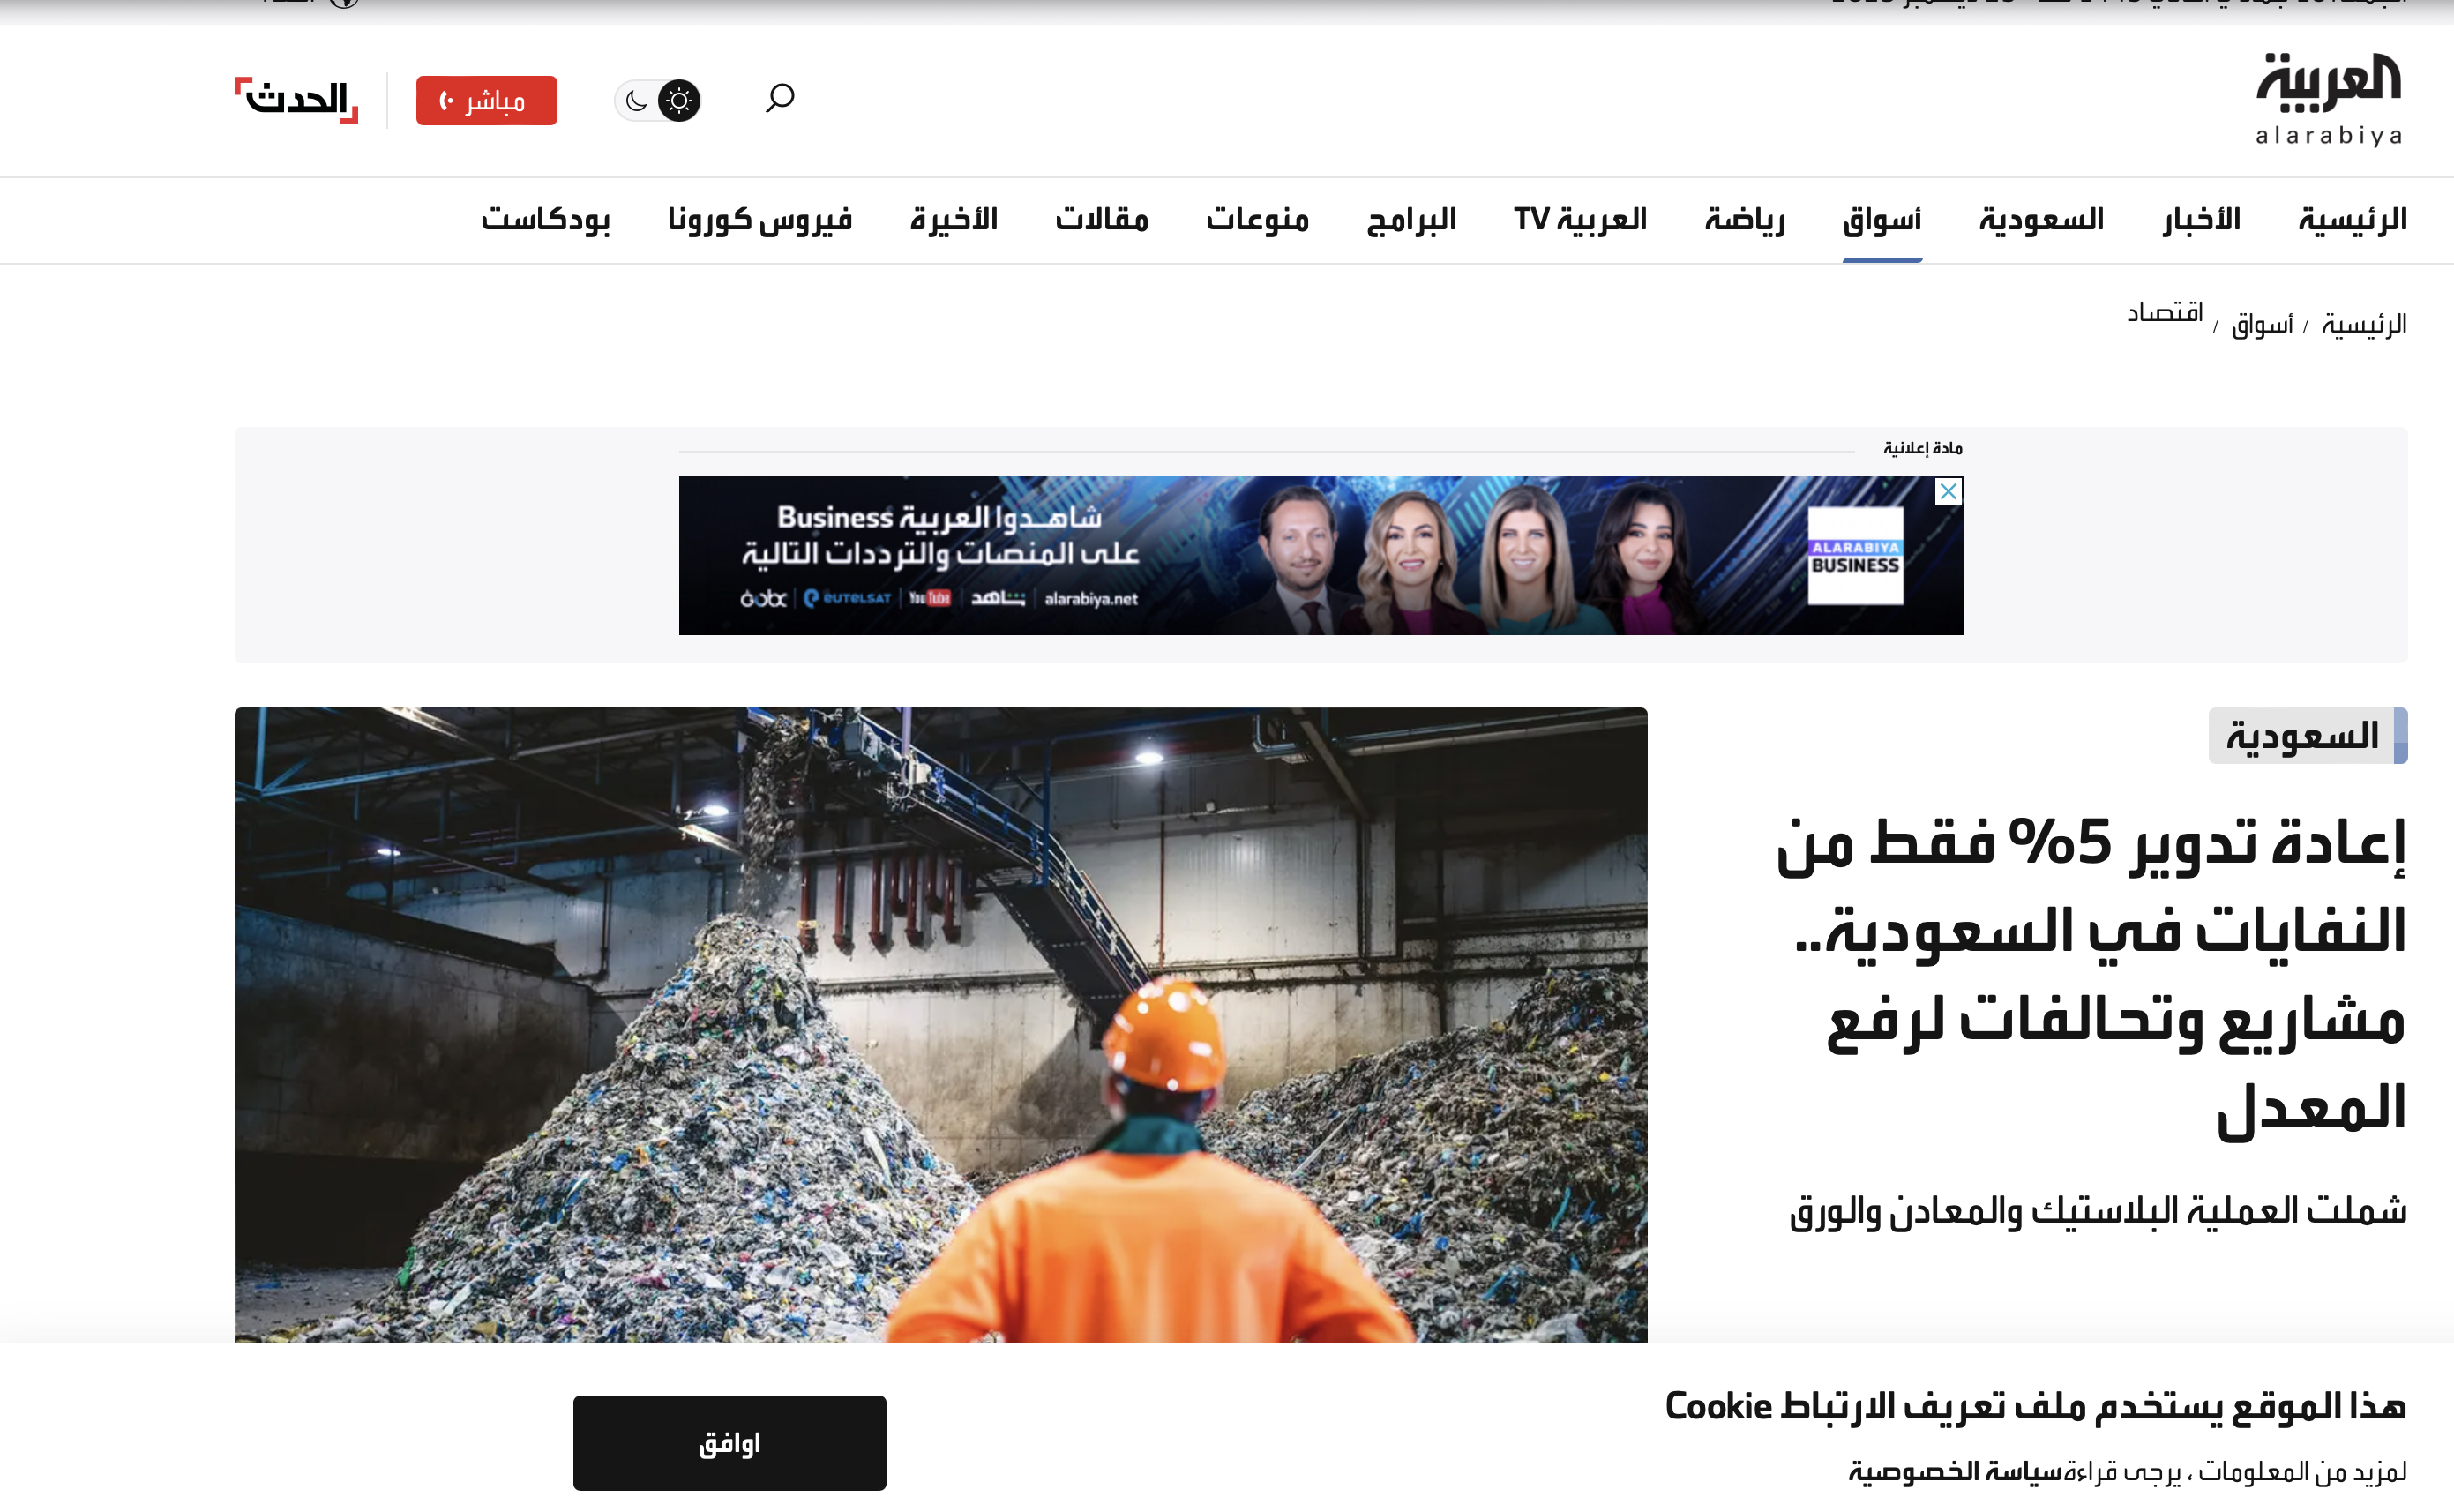 العربية
alarabiya
مباشر
الحدث
الرئيسية الأخبار السعودية أسواق رياضة العربية TV البرامج منوعات مقالات الأخيرة فيروس كورونا بودكاست
الرئيسية / أسواق / اقتصاد
مادة إعلانية
ALARABIYA
BUSINESS
شاهدوا العربية Business
على المنصات والترددات التالية
alarabiya.net | شاهد | YouTube | eutelsat | gobx
السعودية
إعادة تدوير 5% فقط من
النفايات في السعودية..
مشاريع وتحالفات لرفع
المعدل
شملت العملية البلاستيك والمعادن والورق
هذا الموقع يستخدم ملف تعريف الارتباط Cookie
لمزيد من المعلومات ، يرجى قراءة سياسة الخصوصية
اوافق